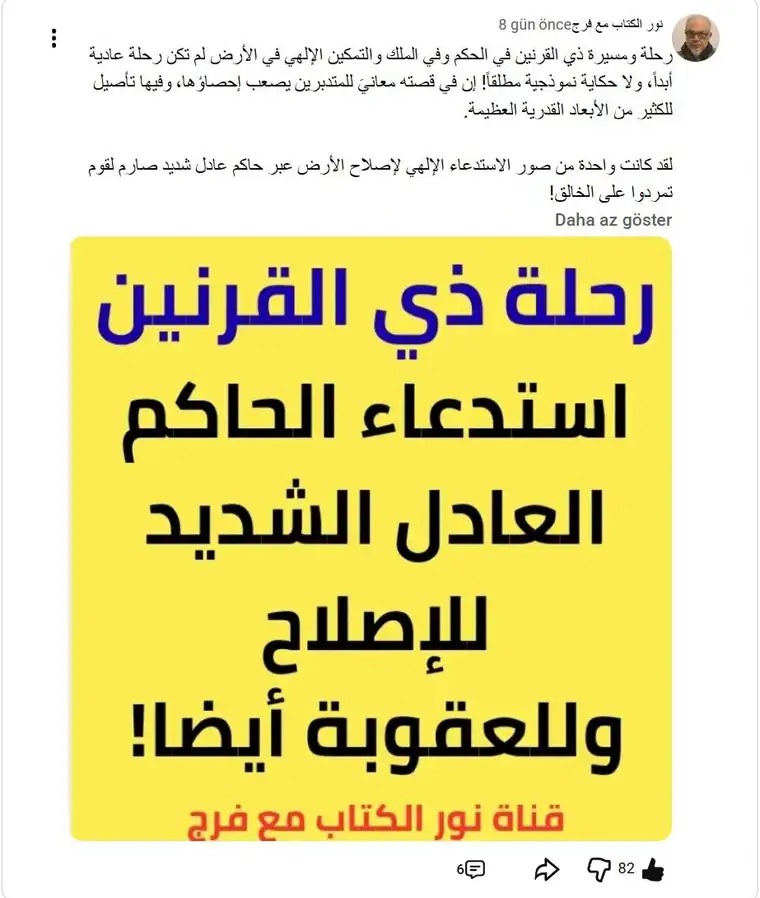 نور الكتاب مع فرج 8 gün önce
رحلة ومسيرة ذي القرنين في الحكم وفي الملك والتمكين الإلهي في الأرض لم تكن رحلة عادية
أبداً، ولا حكاية نموذجية مطلقاً! إن في قصته معانيَ للمتدبرين يصعب إحصاؤها، وفيها تأصيل
للكثير من الأبعاد القدرية العظيمة.
لقد كانت واحدة من صور الاستدعاء الإلهي لإصلاح الأرض عبر حاكم عادل شديد صارم لقوم
تمردوا على الخالق!
Daha az göster
رحلة ذي القرنين
استدعاء الحاكم
العادل الشديد
للإصلاح
وللعقوبة أيضا!
قناة نور الكتاب مع فرج
82 6